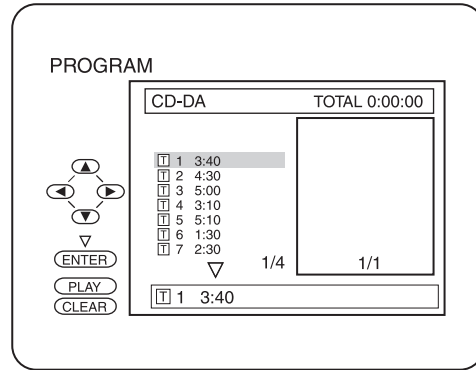 PROGRAM
CD-DA TOTAL 0:00:00
T 1 3:40
T 2 4:30
T 3 5:00
T 4 3:10
T 5 5:10
T 6 1:30
T 7 2:30
1/4 1/1
T 1 3:40
ENTER
PLAY
CLEAR